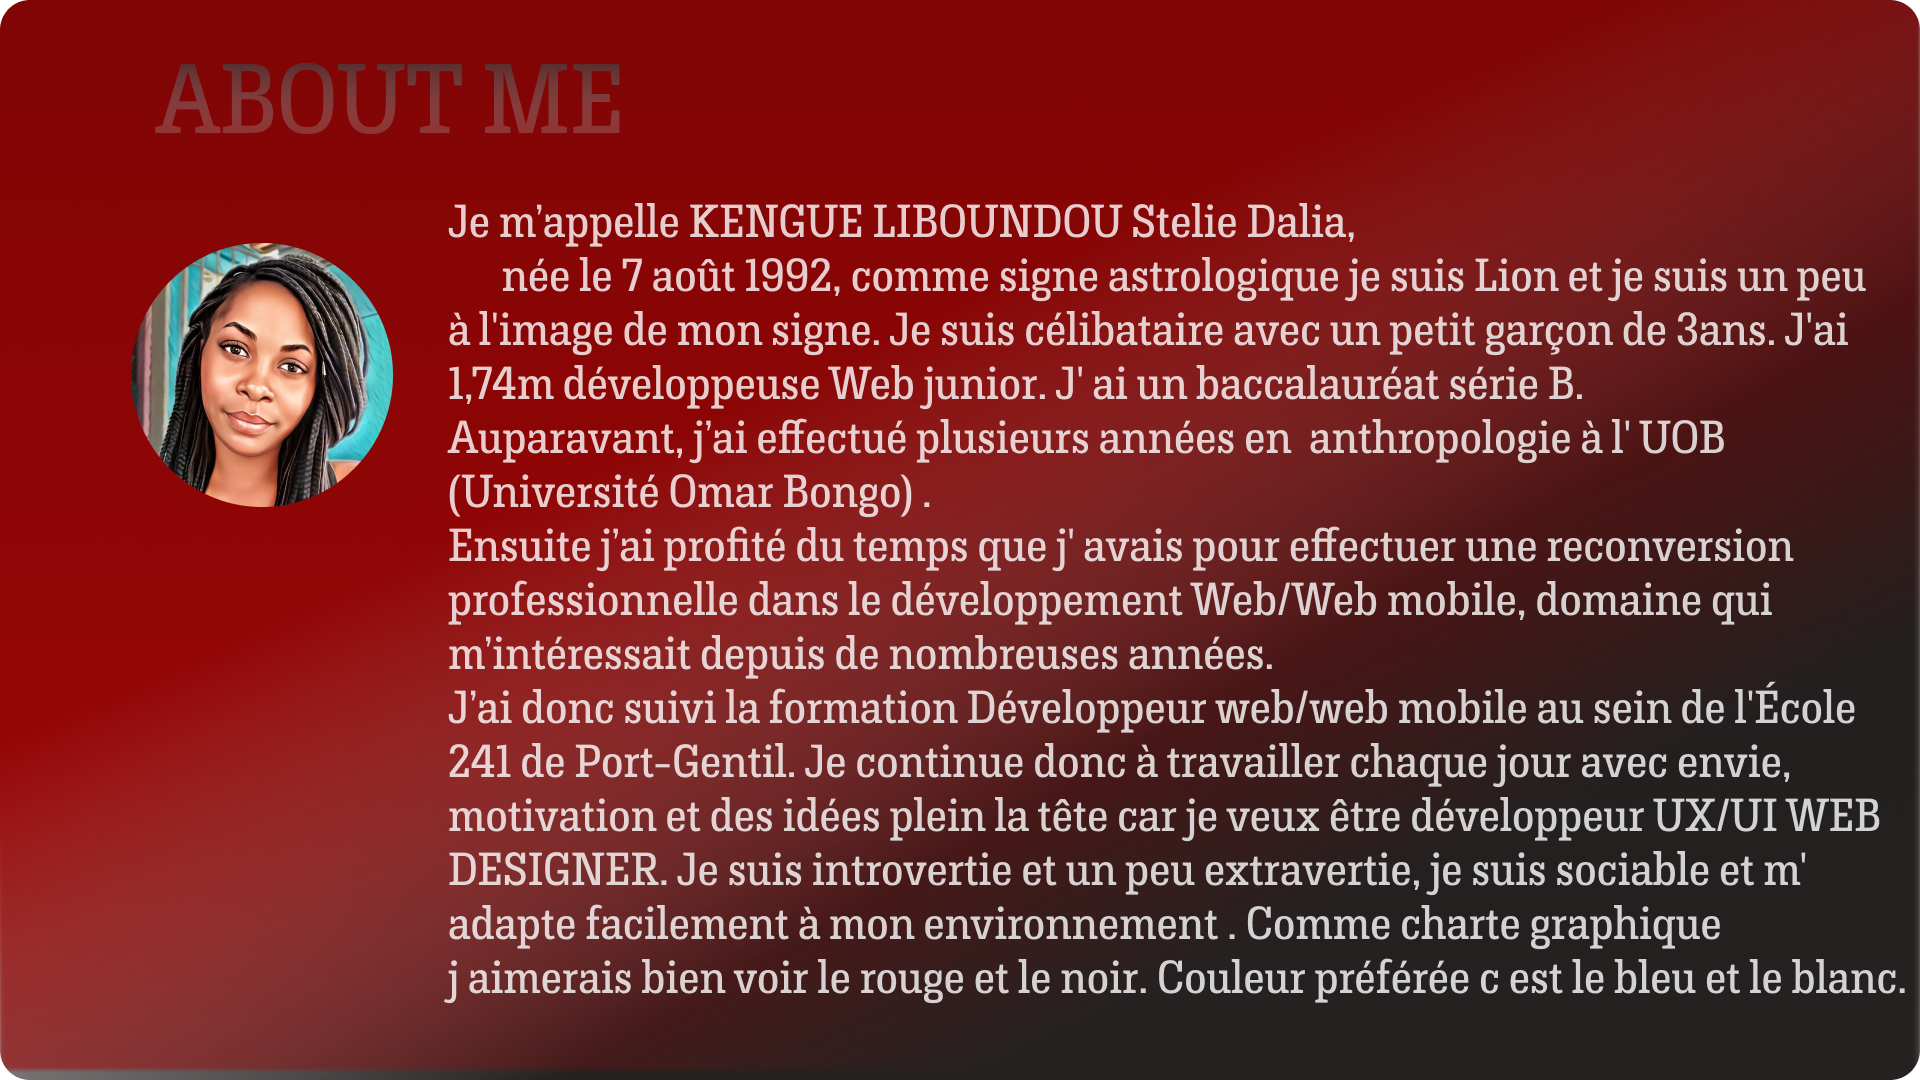 ABOUT ME
Je m’appelle KENGUE LIBOUNDOU Stelie Dalia,
née le 7 août 1992, comme signe astrologique je suis Lion et je suis un peu
à l'image de mon signe. Je suis célibataire avec un petit garçon de 3ans. J'ai
1,74m développeuse Web junior. J' ai un baccalauréat série B.
Auparavant, j’ai effectué plusieurs années en  anthropologie à l' UOB
(Université Omar Bongo) .
Ensuite j’ai profité du temps que j' avais pour effectuer une reconversion
professionnelle dans le développement Web/Web mobile, domaine qui
m’intéressait depuis de nombreuses années.
J’ai donc suivi la formation Développeur web/web mobile au sein de l'École
241 de Port-Gentil. Je continue donc à travailler chaque jour avec envie,
motivation et des idées plein la tête car je veux être développeur UX/UI WEB
DESIGNER. Je suis introvertie et un peu extravertie, je suis sociable et m'
adapte facilement à mon environnement . Comme charte graphique
j aimerais bien voir le rouge et le noir. Couleur préférée c est le bleu et le blanc.